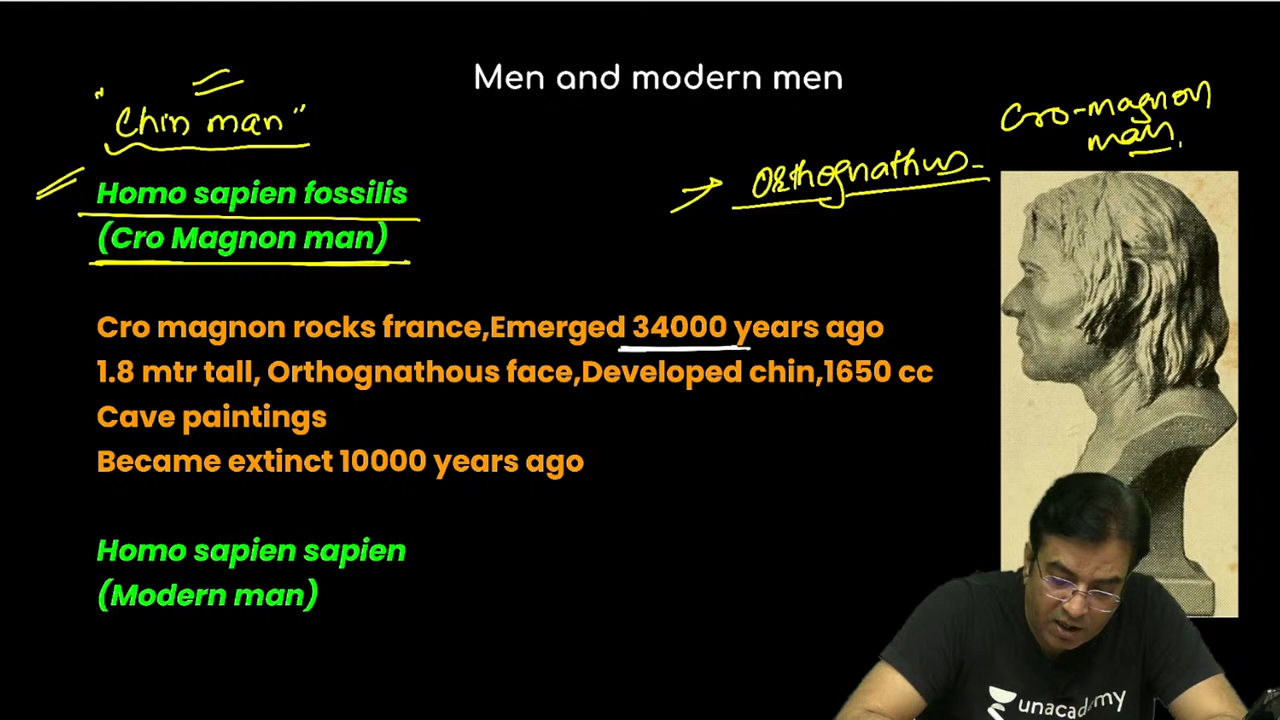 Men and modern men
"Chin man"
Cro-magnon
man.
Orthognathus
Homo sapien fossilis
(Cro Magnon man)
Cro magnon rocks france,Emerged 34000 years ago
1.8 mtr tall, Orthognathous face,Developed chin,1650 cc
Cave paintings
Became extinct 10000 years ago
Homo sapien sapien
(Modern man)
unacademy